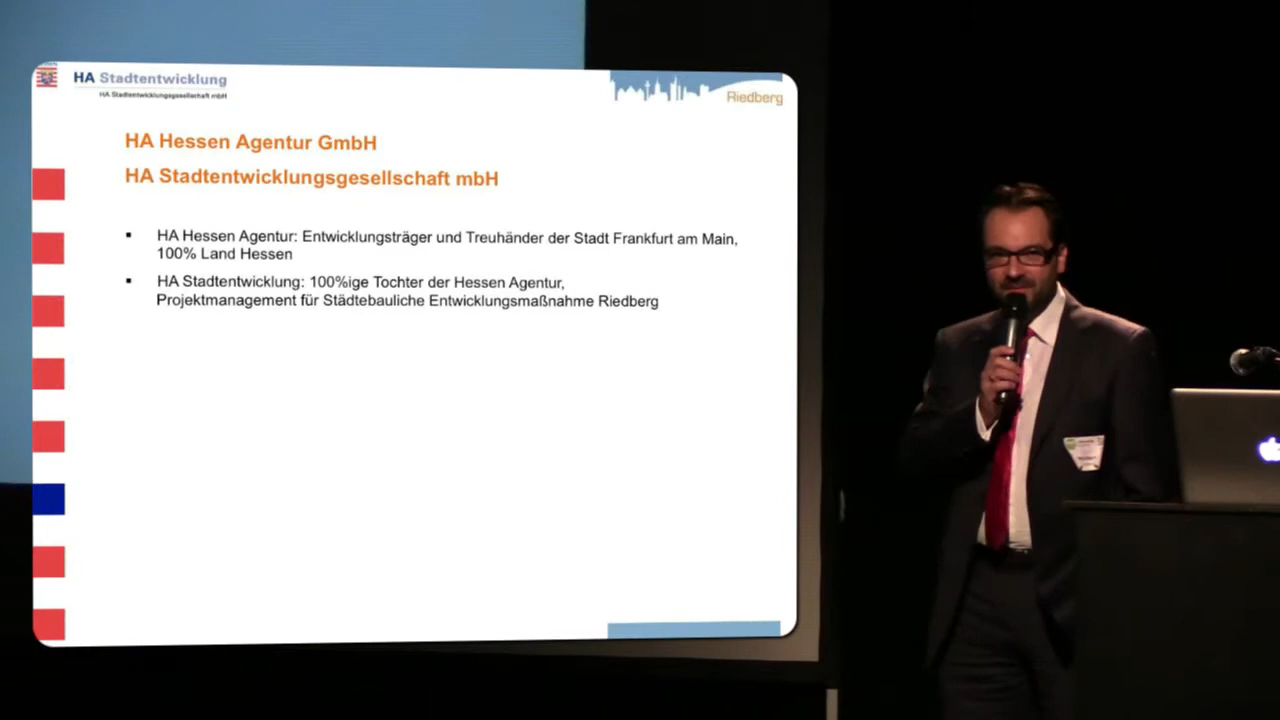 HA Stadtentwicklung
HA Stadtentwicklungsgesellschaft mbH
Riedberg
HA Hessen Agentur GmbH
HA Stadtentwicklungsgesellschaft mbH
▪ HA Hessen Agentur: Entwicklungsträger und Treuhänder der Stadt Frankfurt am Main,
100% Land Hessen
▪ HA Stadtentwicklung: 100%ige Tochter der Hessen Agentur,
Projektmanagement für Städtebauliche Entwicklungsmaßnahme Riedberg